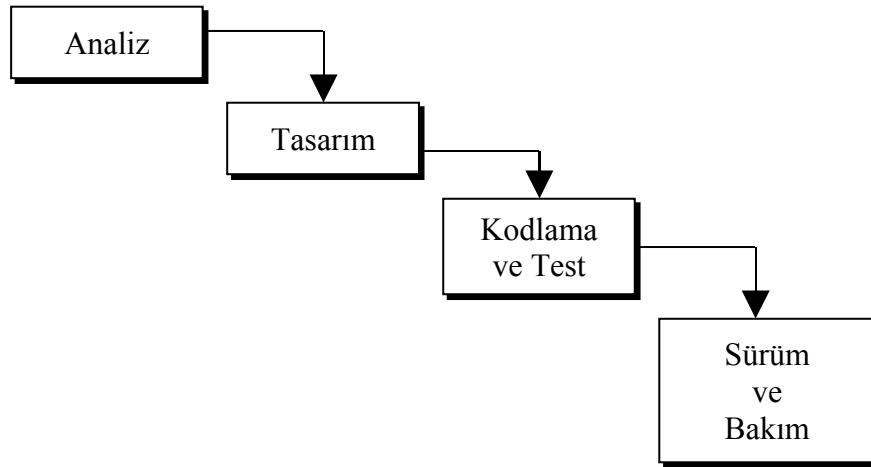 Analiz
Tasarım
Kodlama
ve Test
Sürüm
ve
Bakım